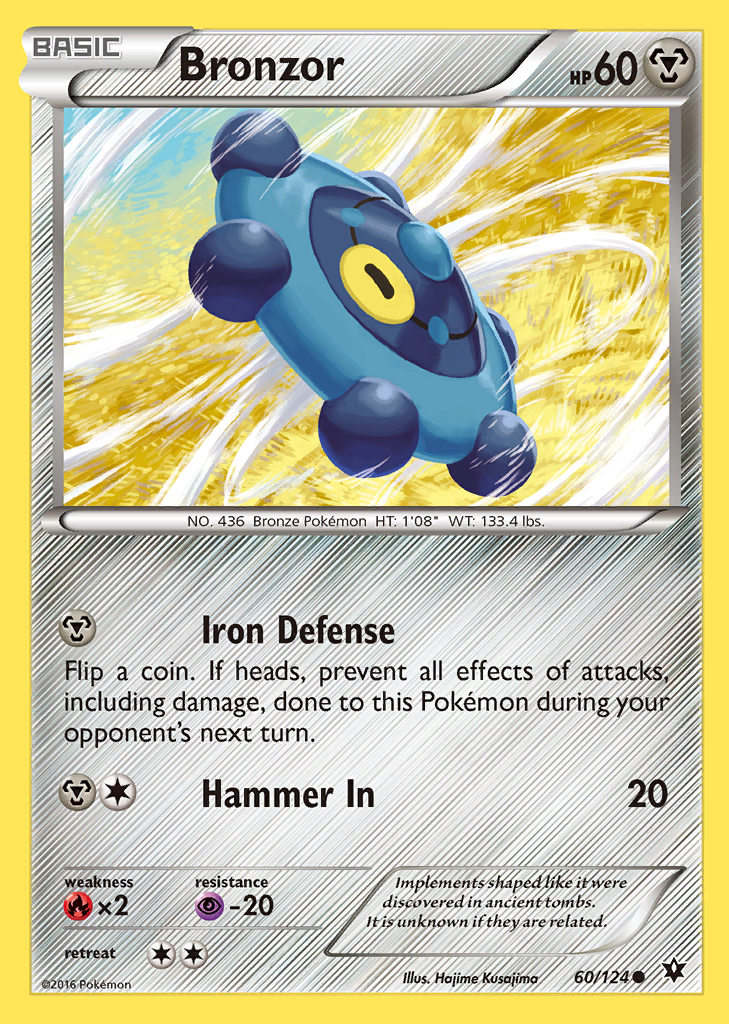 BASIC Bronzor HP60
NO. 436 Bronze Pokémon HT: 1'08" WT: 133.4 lbs.
Iron Defense
Flip a coin. If heads, prevent all effects of attacks,
including damage, done to this Pokémon during your
opponent's next turn.
Hammer In 20
weakness resistance
×2 -20
Implements shaped like it were
discovered in ancient tombs.
It is unknown if they are related.
retreat
©2016 Pokémon Illus. Hajime Kusajima 60/124